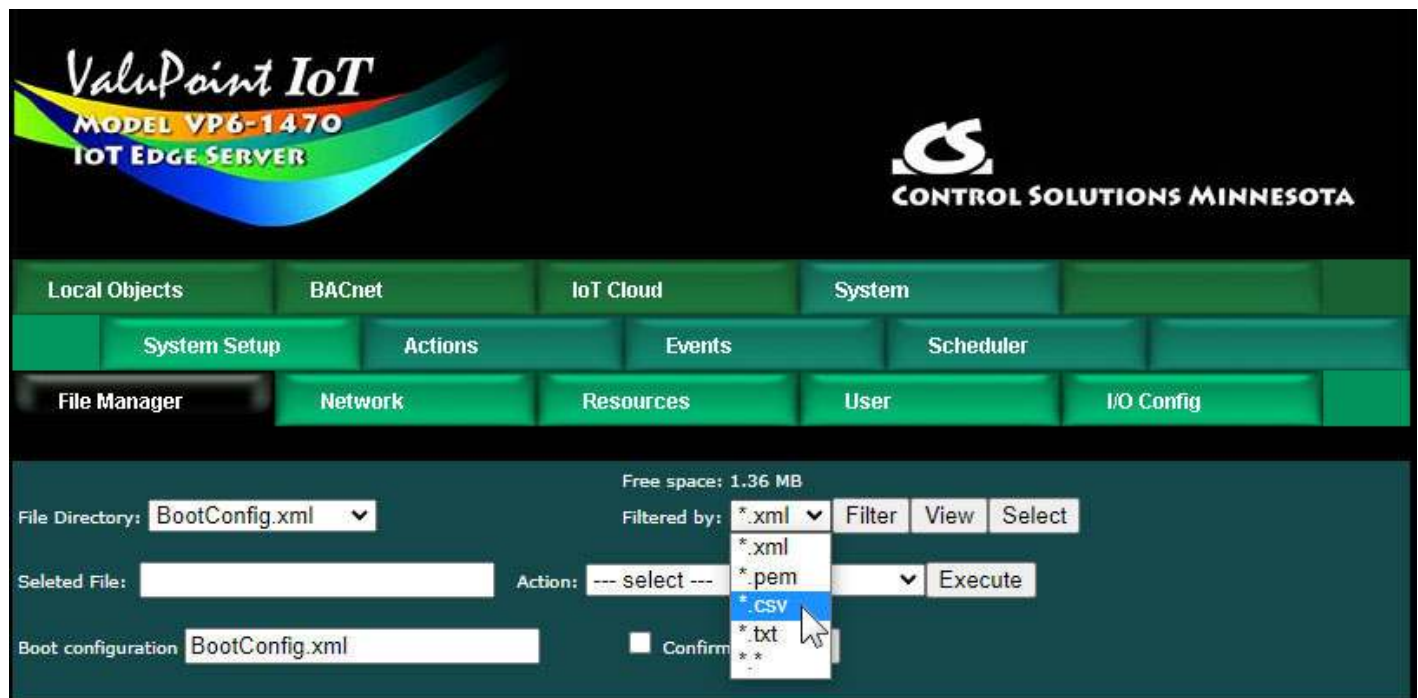 ValuPoint IoT
MODEL VP6-1470
IOT EDGE SERVER
CS
CONTROL SOLUTIONS MINNESOTA
Local Objects BACnet IoT Cloud System
System Setup Actions Events Scheduler
File Manager Network Resources User I/O Config
Free space: 1.36 MB
File Directory: BootConfig.xml Filtered by: *.xml Filter View Select
*.xml
Seleted File: Action: --- select --- *.pem Execute
*.csv
*.txt
Boot configuration BootConfig.xml Confirm
*.*